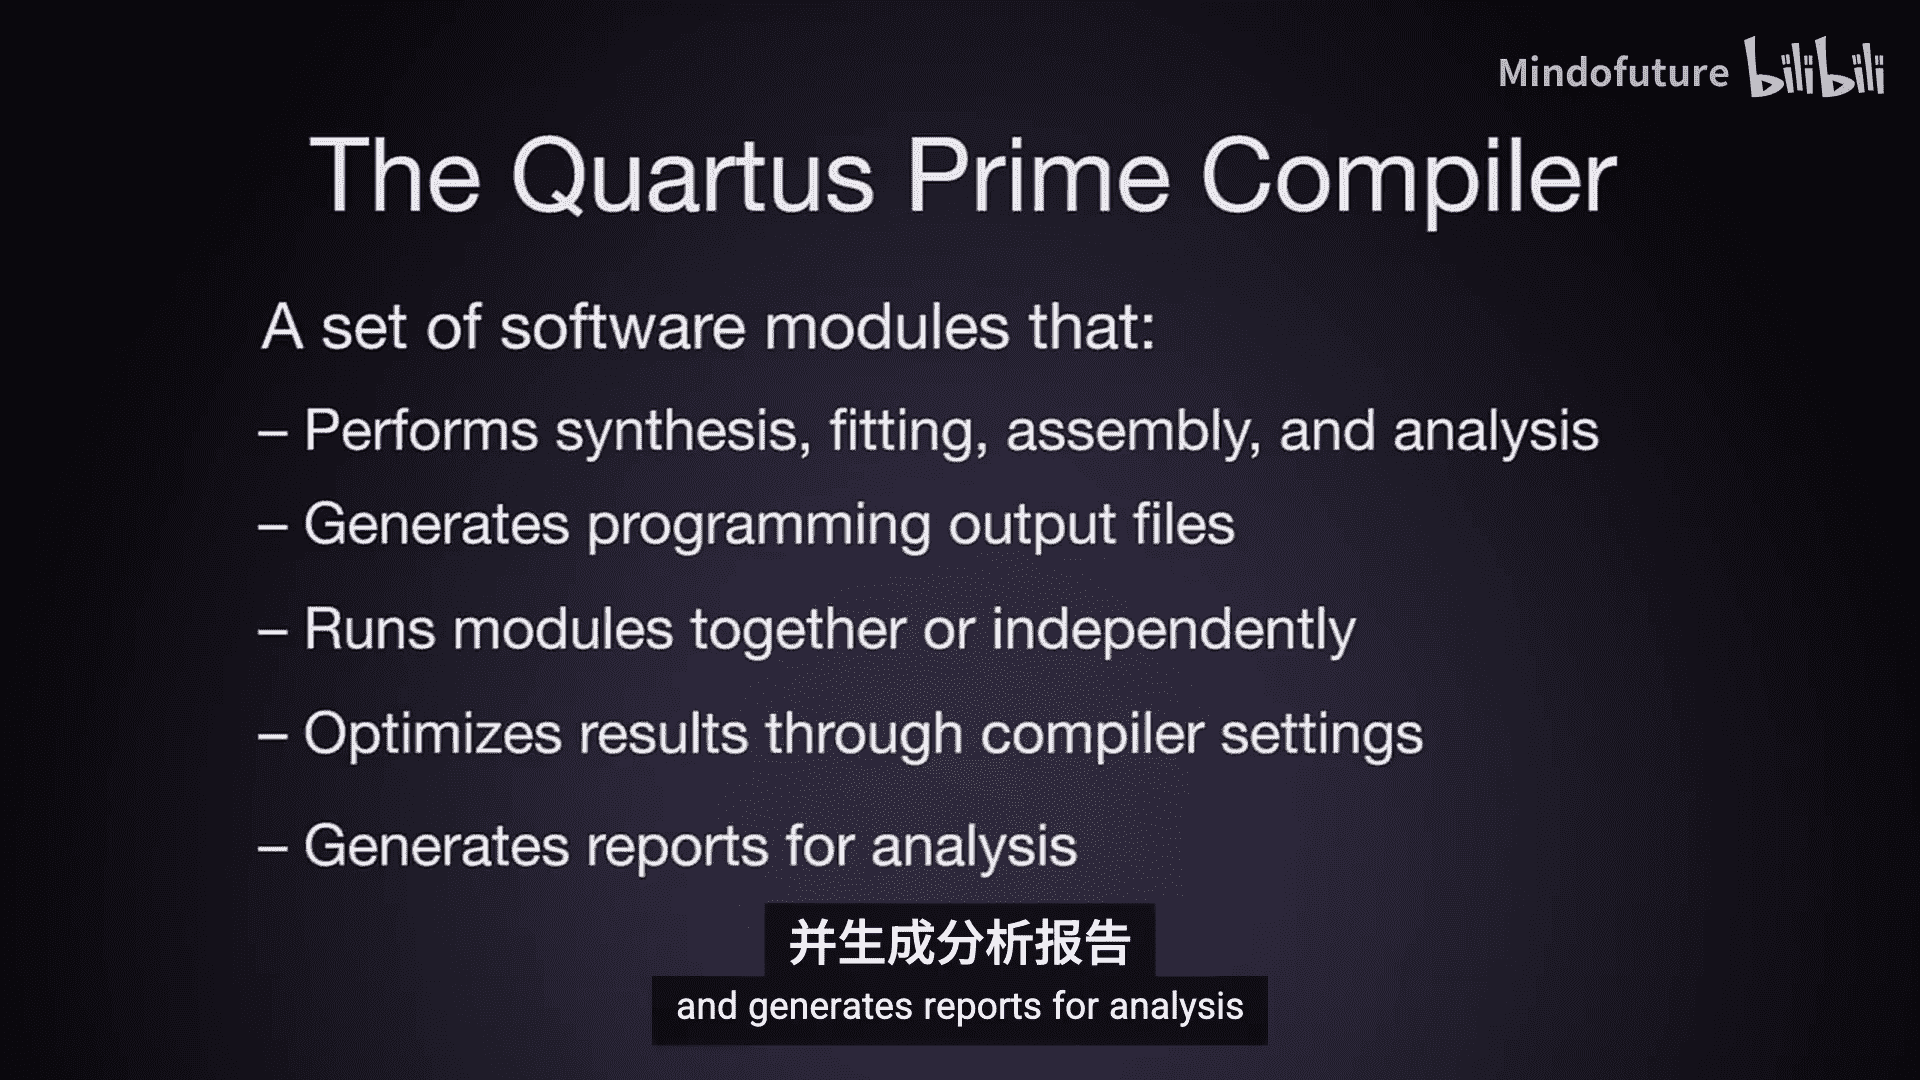 Mindofuture bilibili
The Quartus Prime Compiler
A set of software modules that:
– Performs synthesis, fitting, assembly, and analysis
– Generates programming output files
– Runs modules together or independently
– Optimizes results through compiler settings
– Generates reports for analysis
并生成分析报告
and generates reports for analysis